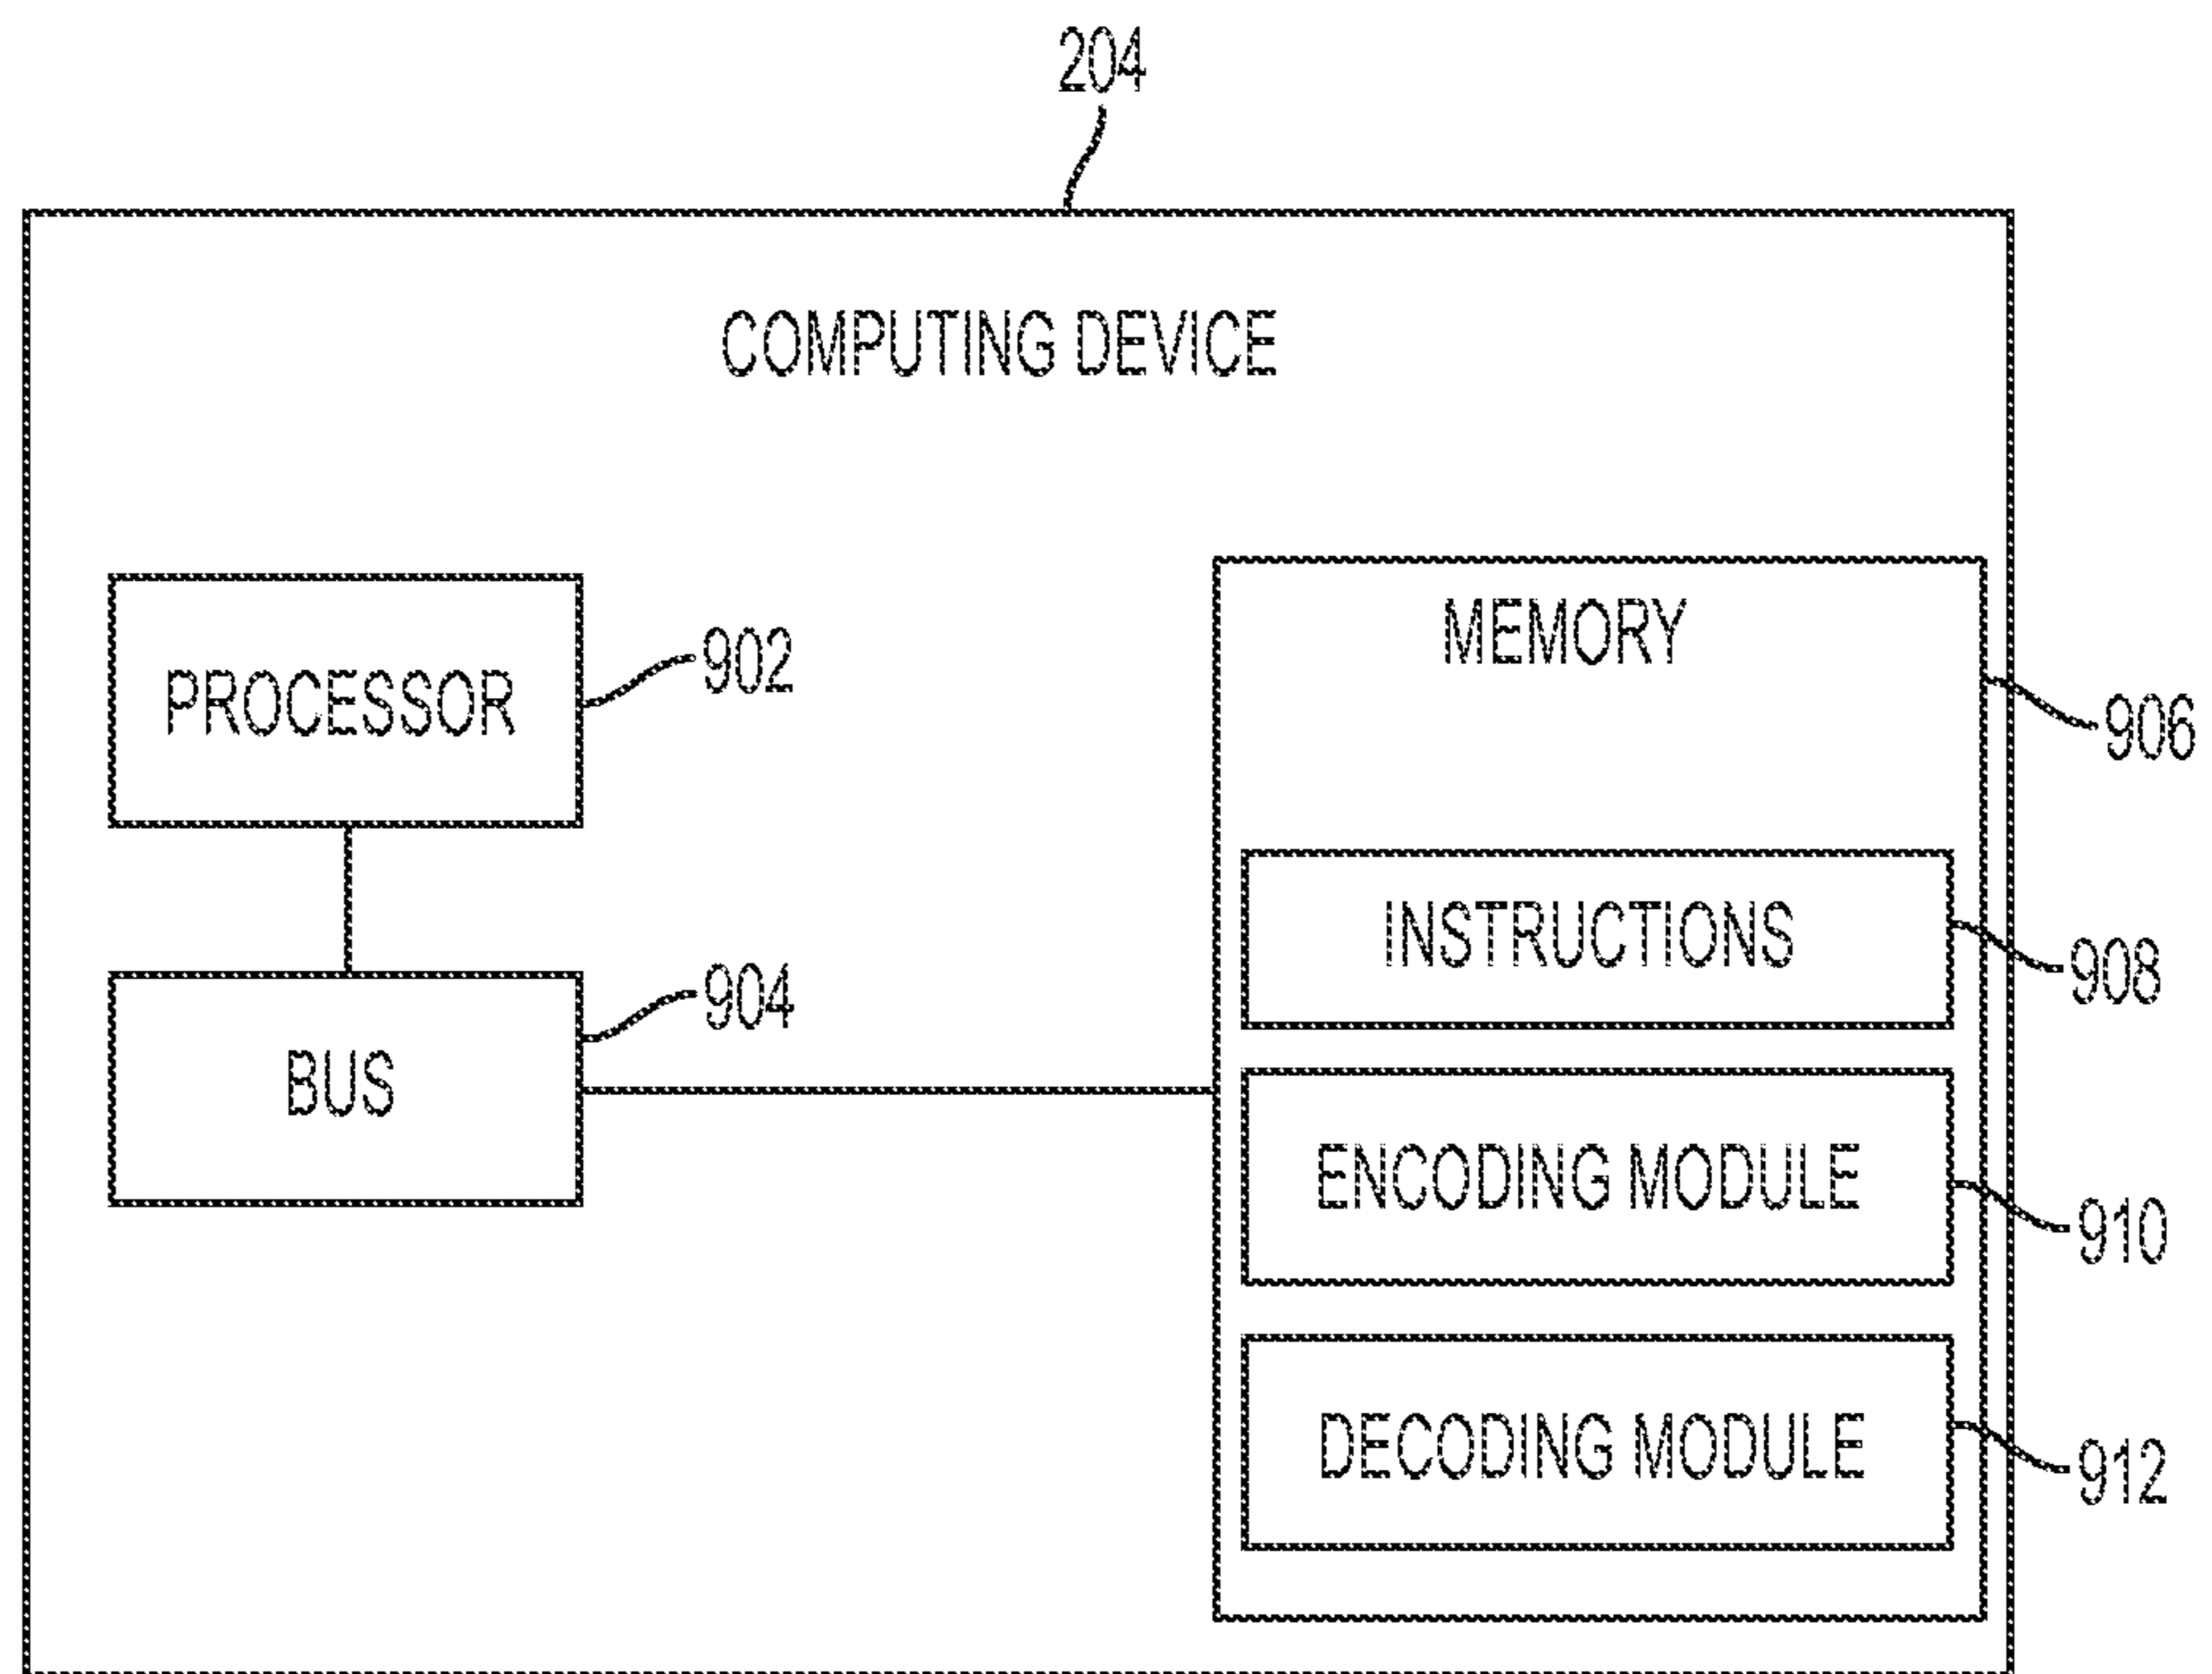 204
COMPUTING DEVICE
PROCESSOR
902
BUS
904
MEMORY
906
INSTRUCTIONS
908
ENCODING MODULE
910
DECODING MODULE
912